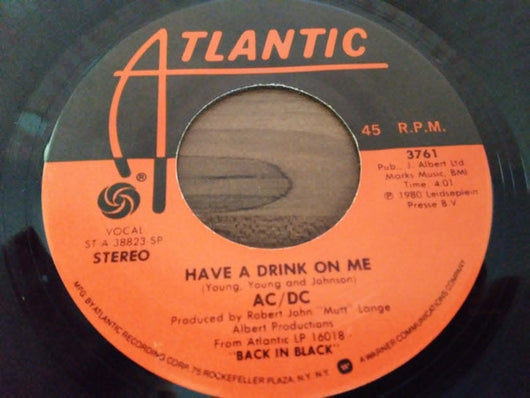 ATLANTIC
45 R.P.M.
3761
Pub., J. Albert Ltd.
Marks Music, BMI
Time: 4:01
℗ 1980 Leidseplein
Presse B.V.
®
VOCAL
ST-A 38823-SP
STEREO
HAVE A DRINK ON ME
(Young, Young and Johnson)
AC/DC
Produced by Robert John "Mutt" Lange
Albert Productions
From Atlantic LP 16018
"BACK IN BLACK"
MFG. BY ATLANTIC RECORDING CORP. 75 ROCKEFELLER PLAZA, N.Y. N.Y. A WARNER COMMUNICATIONS COMPANY